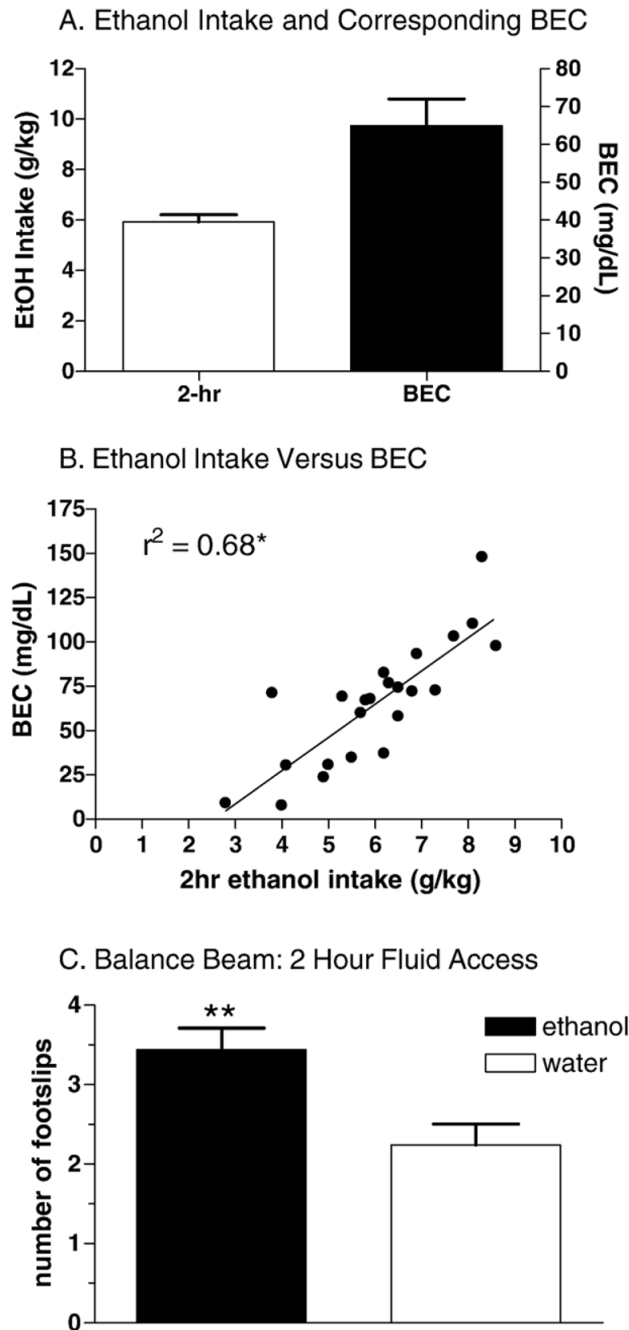 A. Ethanol Intake and Corresponding BEC
12
10
8
6
4
2
0
EtOH Intake (g/kg)
80
70
60
50
40
30
20
10
0
BEC (mg/dL)
2-hr
BEC
B. Ethanol Intake Versus BEC
175
150
125
100
75
50
25
0
BEC (mg/dL)
r² = 0.68*
0 1 2 3 4 5 6 7 8 9 10
2hr ethanol intake (g/kg)
C. Balance Beam: 2 Hour Fluid Access
4
3
2
1
0
number of footslips
**
ethanol
water